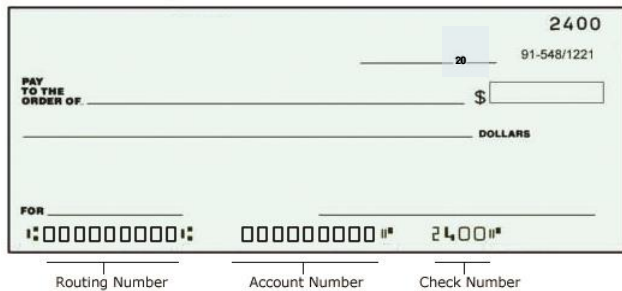 2400
20 91-548/1221
PAY
TO THE
ORDER OF $
DOLLARS
FOR
⑆000000000⑆ 000000000⑈ 2400⑈
Routing Number Account Number Check Number